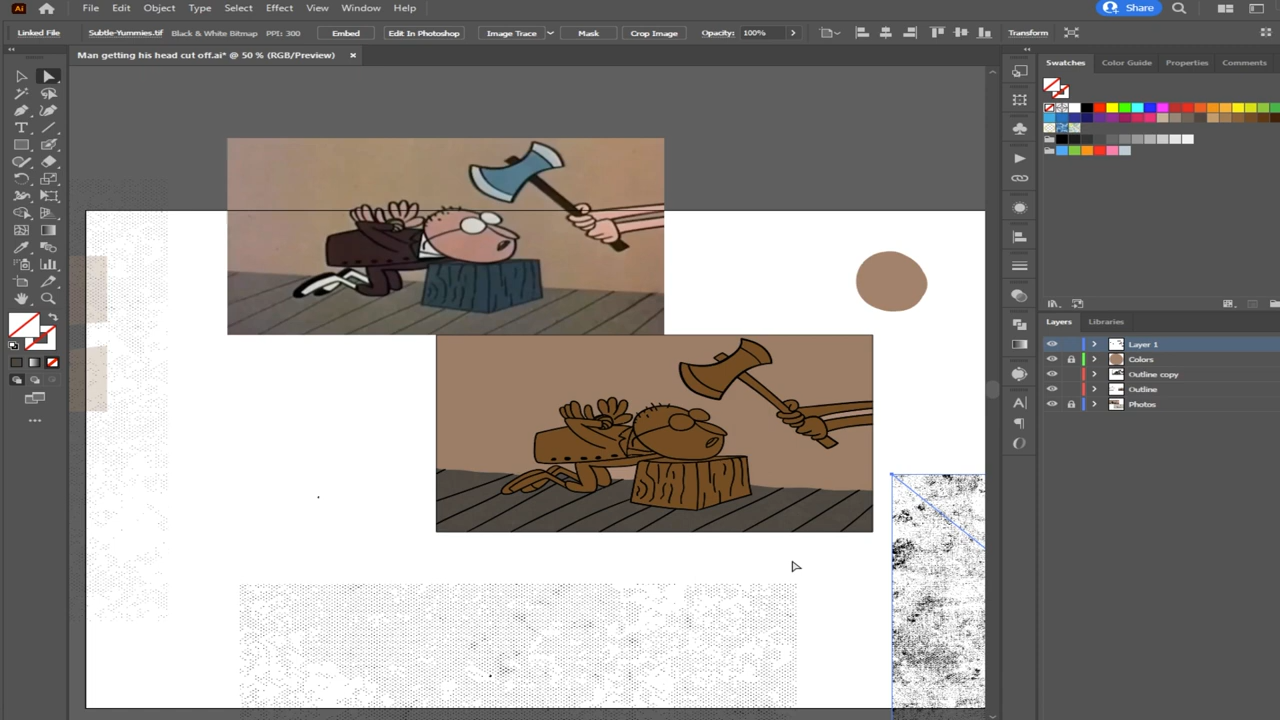 Ai File Edit Object Type Select Effect View Window Help Share
Linked File Subtle-Yummies.tif Black & White Bitmap PPI: 300 Embed Edit In Photoshop Image Trace Mask Crop Image Opacity: 100% Transform
Man getting his head cut off.ai* @ 50 % (RGB/Preview)
Swatches Color Guide Properties Comments
Layers Libraries
Layer 1
Colors
Outline copy
Outline
Photos